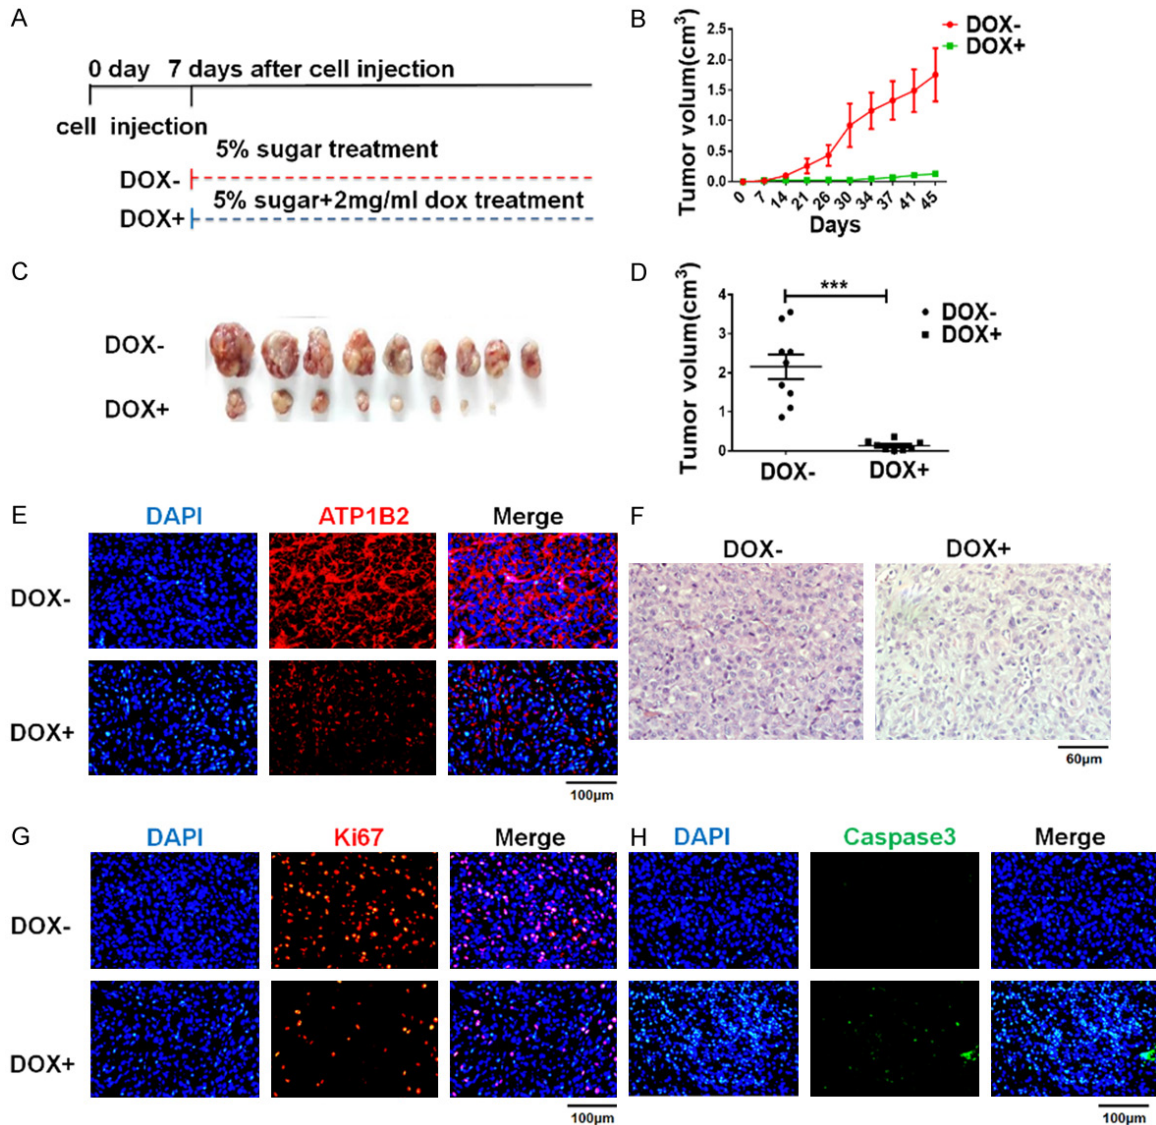 A
0 day 7 days after cell injection
cell injection
5% sugar treatment
DOX-
5% sugar+2mg/ml dox treatment
DOX+
B
Tumor volum(cm³)
2.5
2.0
1.5
1.0
0.5
0.0
0 7 14 21 26 30 34 37 41 45
Days
DOX-
DOX+
C
DOX-
DOX+
D
Tumor volum(cm³)
4
3
2
1
0
***
DOX-
DOX+
DOX- DOX+
E
DAPI ATP1B2 Merge
DOX-
DOX+
100μm
F
DOX- DOX+
60μm
G
DAPI Ki67 Merge
DOX-
DOX+
100μm
H
DAPI Caspase3 Merge
100μm